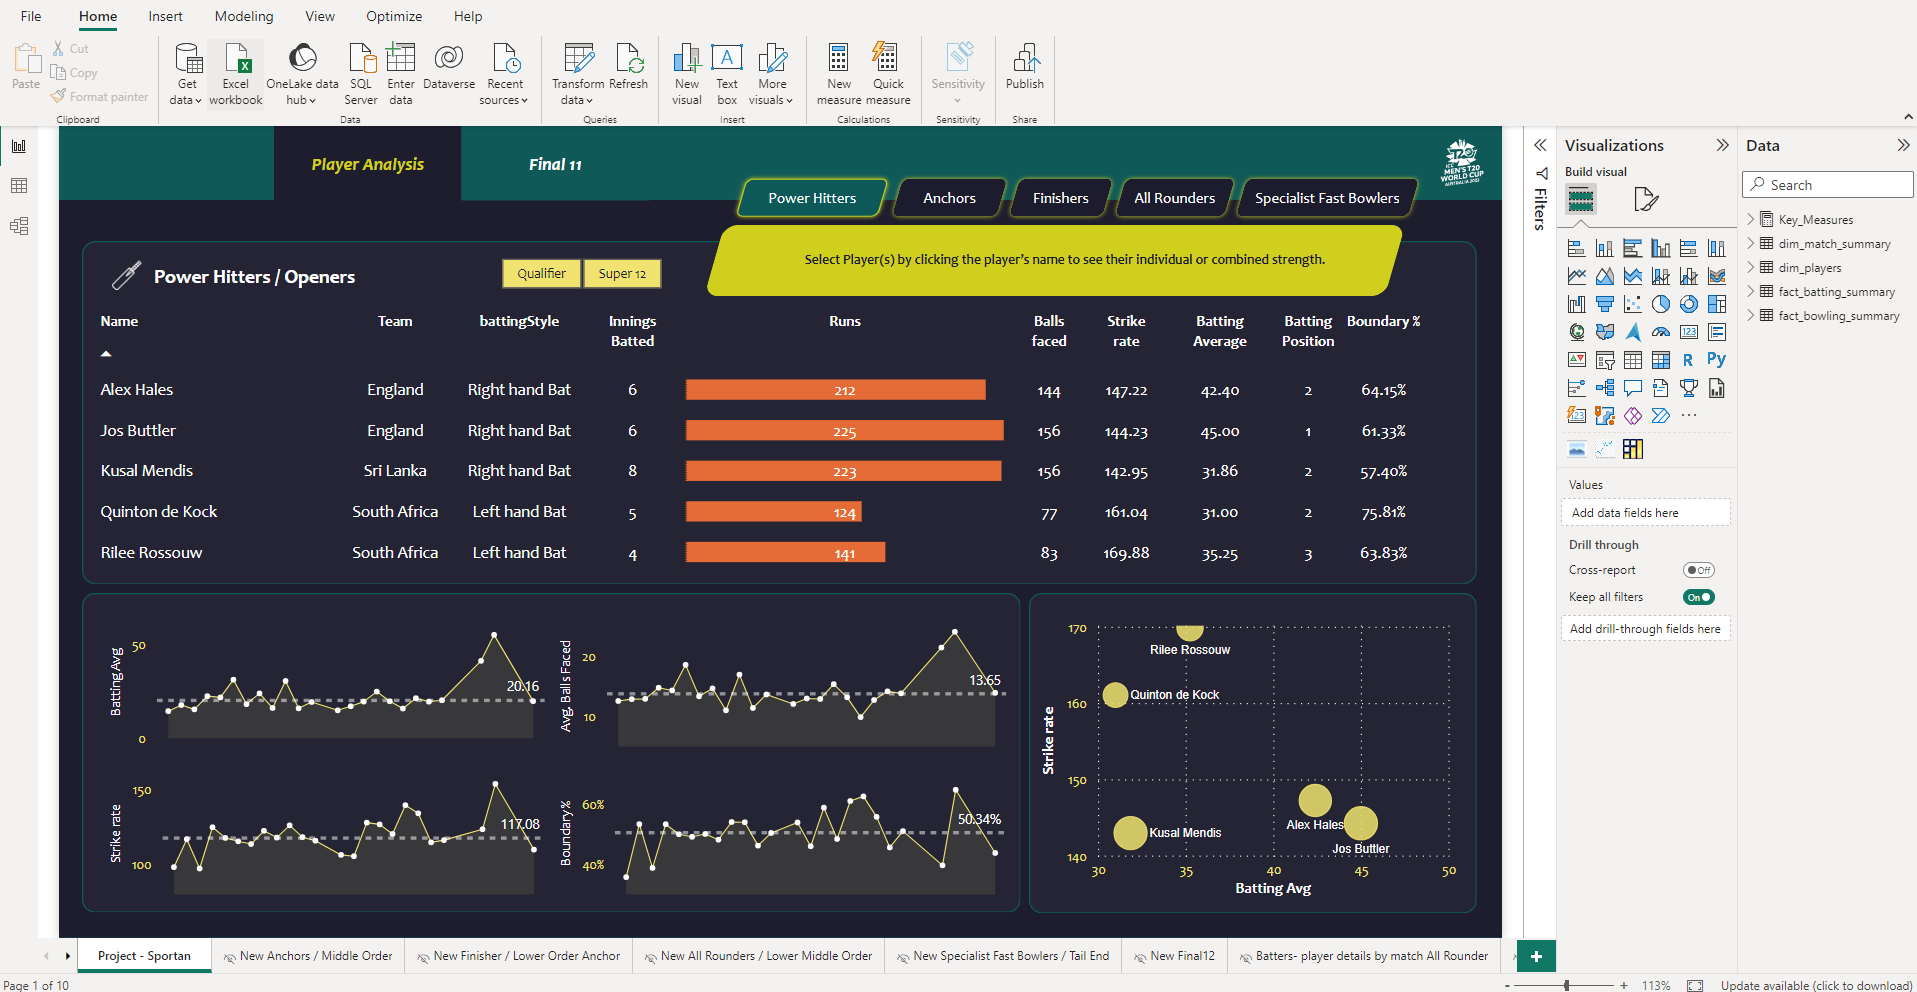 File Home Insert Modeling View Optimize Help
Paste
Cut
Copy
Format painter
Clipboard
Get data
Excel workbook
OneLake data hub
SQL Server
Enter data
Dataverse
Recent sources
Data
Transform data
Refresh
Queries
New visual
Text box
More visuals
Insert
New measure
Quick measure
Calculations
Sensitivity
Sensitivity
Publish
Share
Player Analysis
Final 11
T20
ICC
MEN'S T20
WORLD CUP
AUSTRALIA 2022
Power Hitters
Anchors
Finishers
All Rounders
Specialist Fast Bowlers
Select Player(s) by clicking the player's name to see their individual or combined strength.
Power Hitters / Openers
Qualifier
Super 12
Name Team battingStyle Innings Batted Runs Balls faced Strike rate Batting Average Batting Position Boundary %
Alex Hales England Right hand Bat 6 212 144 147.22 42.40 2 64.15%
Jos Buttler England Right hand Bat 6 225 156 144.23 45.00 1 61.33%
Kusal Mendis Sri Lanka Right hand Bat 8 223 156 142.95 31.86 2 57.40%
Quinton de Kock South Africa Left hand Bat 5 124 77 161.04 31.00 2 75.81%
Rilee Rossouw South Africa Left hand Bat 4 141 83 169.88 35.25 3 63.83%
Batting Avg
50
0
20.16
Avg. Balls Faced
20
10
13.65
Strike rate
150
100
117.08
Boundary%
60%
40%
50.34%
Strike rate
170
160
150
140
Rilee Rossouw
Quinton de Kock
Kusal Mendis
Alex Hales
Jos Buttler
30 35 40 45 50
Batting Avg
Filters
Visualizations
Build visual
123
R Py
123
Values
Add data fields here
Drill through
Cross-report
Off
Keep all filters
On
Add drill-through fields here
Data
Search
Key_Measures
dim_match_summary
dim_players
fact_batting_summary
fact_bowling_summary
Project - Sportan
New Anchors / Middle Order
New Finisher / Lower Order Anchor
New All Rounders / Lower Middle Order
New Specialist Fast Bowlers / Tail End
New Final12
Batters- player details by match All Rounder
Page 1 of 10
- + 113%
Update available (click to download)